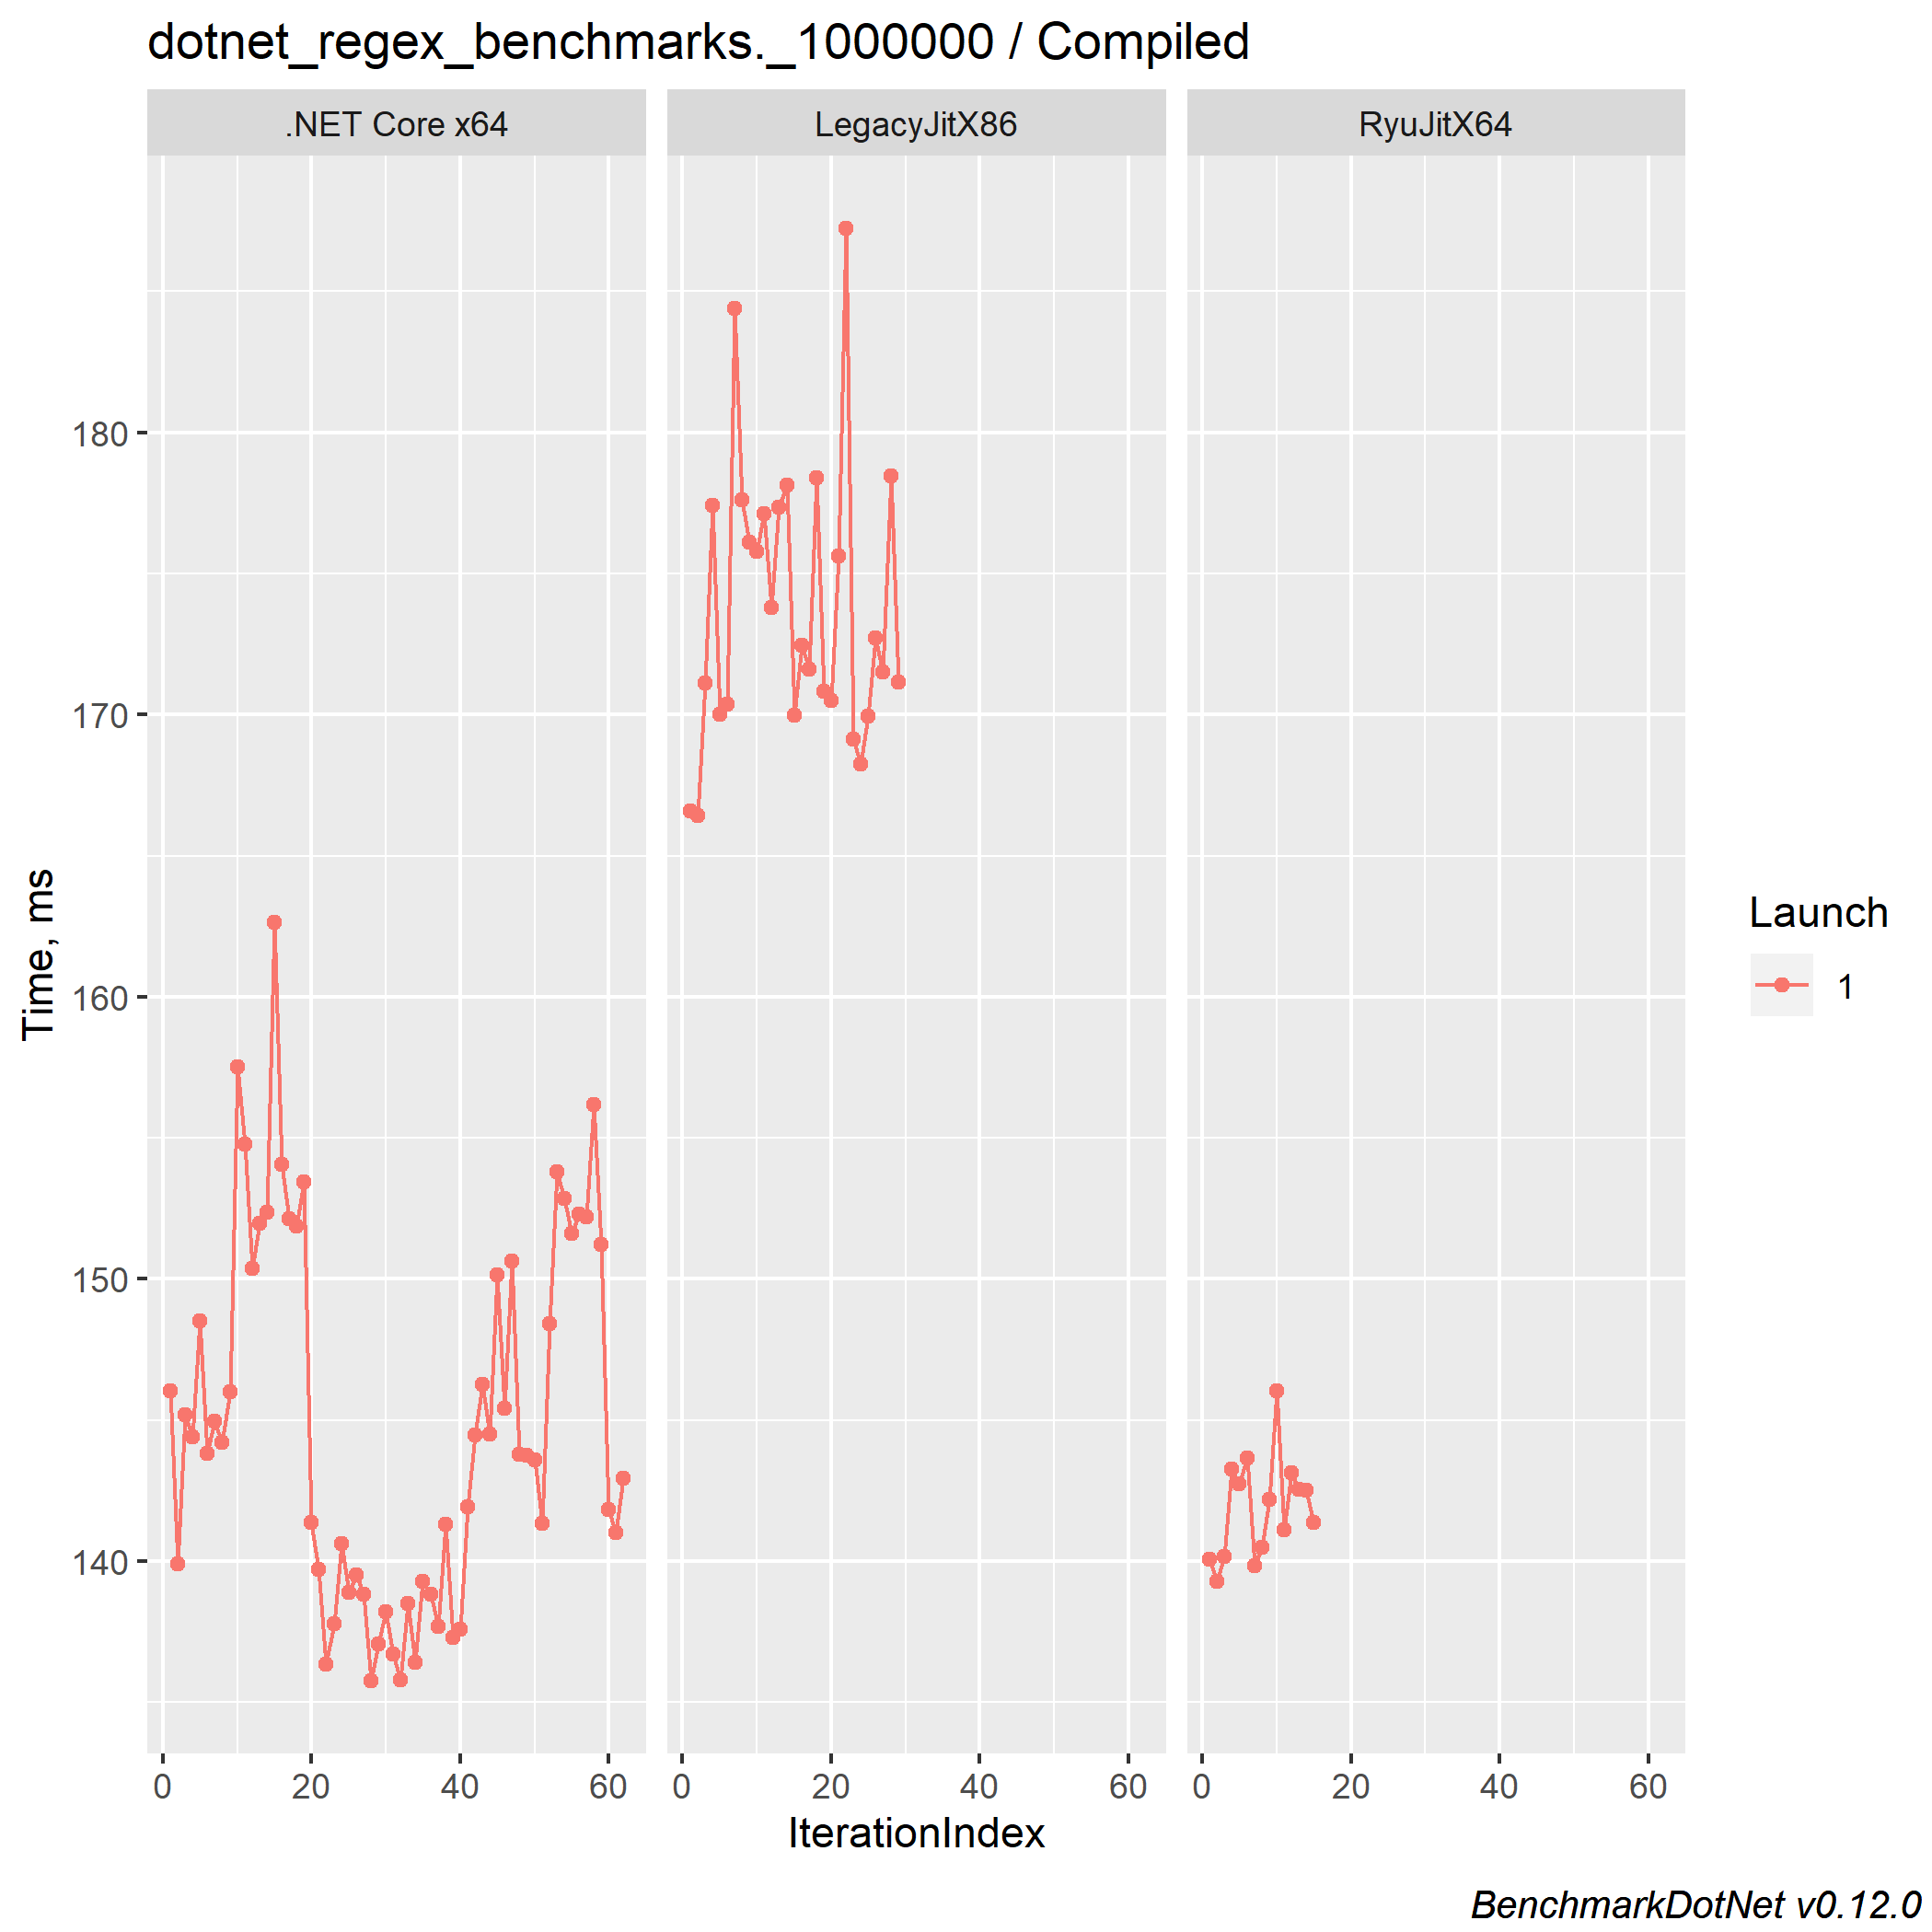 dotnet_regex_benchmarks._1000000 / Compiled
.NET Core x64
LegacyJitX86
RyuJitX64
Time, ms
180
170
160
150
140
0 20 40 60
0 20 40 60
0 20 40 60
IterationIndex
Launch
1
BenchmarkDotNet v0.12.0